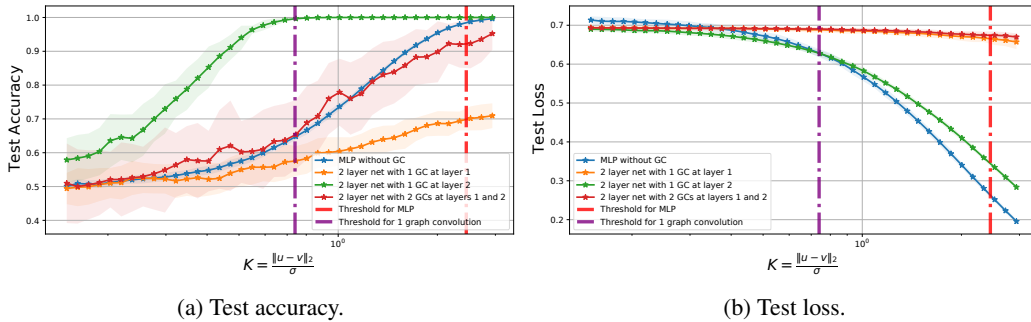 1.0
0.9
0.8
0.7
0.6
0.5
0.4
Test Accuracy
MLP without GC
2 layer net with 1 GC at layer 1
2 layer net with 1 GC at layer 2
2 layer net with 2 GCs at layers 1 and 2
Threshold for MLP
Threshold for 1 graph convolution
10⁰
K = ‖u − v‖₂ / σ
(a) Test accuracy.
0.7
0.6
0.5
0.4
0.3
0.2
Test Loss
MLP without GC
2 layer net with 1 GC at layer 1
2 layer net with 1 GC at layer 2
2 layer net with 2 GCs at layers 1 and 2
Threshold for MLP
Threshold for 1 graph convolution
10⁰
K = ‖u − v‖₂ / σ
(b) Test loss.